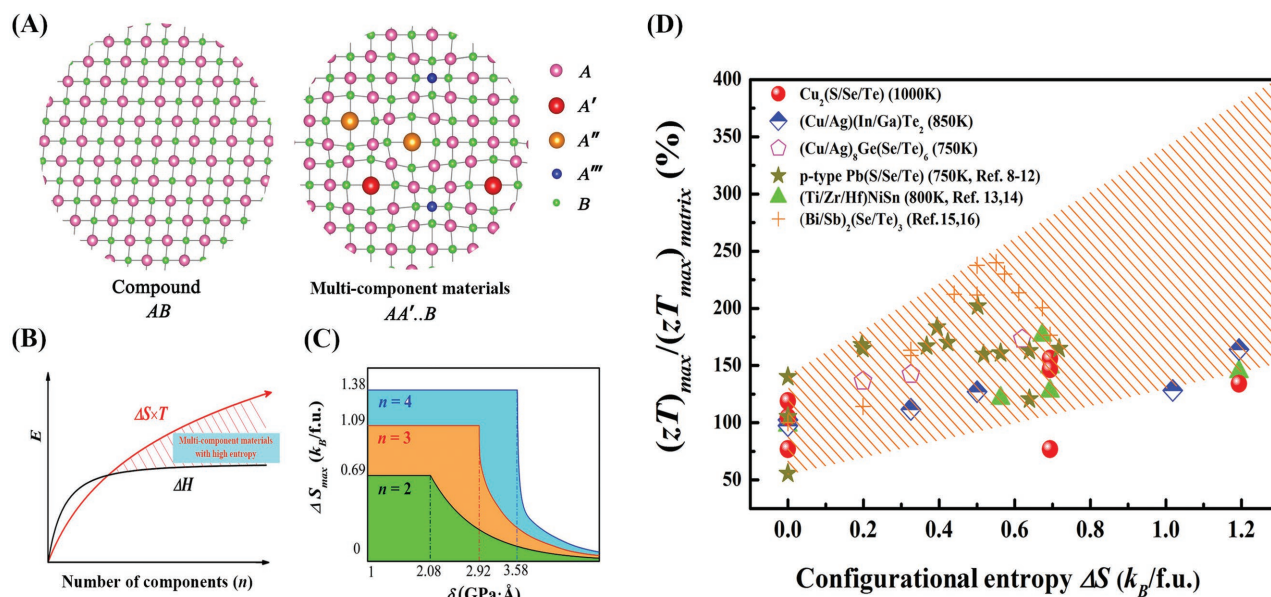 (A)
A
A′
A″
A‴
B
Compound
AB
Multi-component materials
AA′..B
(B)
E
ΔS×T
Multi-component materials
with high entropy
ΔH
Number of components (n)
(C)
ΔS_max (k_B/f.u.)
1.38
1.09
0.69
0
n = 4
n = 3
n = 2
1
2.08
2.92
3.58
δ(GPa·Å)
(D)
(zT)_max/(zT_max)_matrix (%)
400
350
300
250
200
150
100
50
Cu₂(S/Se/Te) (1000K)
(Cu/Ag)(In/Ga)Te₂ (850K)
(Cu/Ag)₈Ge(Se/Te)₆ (750K)
p-type Pb(S/Se/Te) (750K, Ref. 8-12)
(Ti/Zr/Hf)NiSn (800K, Ref. 13,14)
(Bi/Sb)₂(Se/Te)₃ (Ref.15,16)
0.0
0.2
0.4
0.6
0.8
1.0
1.2
Configurational entropy ΔS (k_B/f.u.)